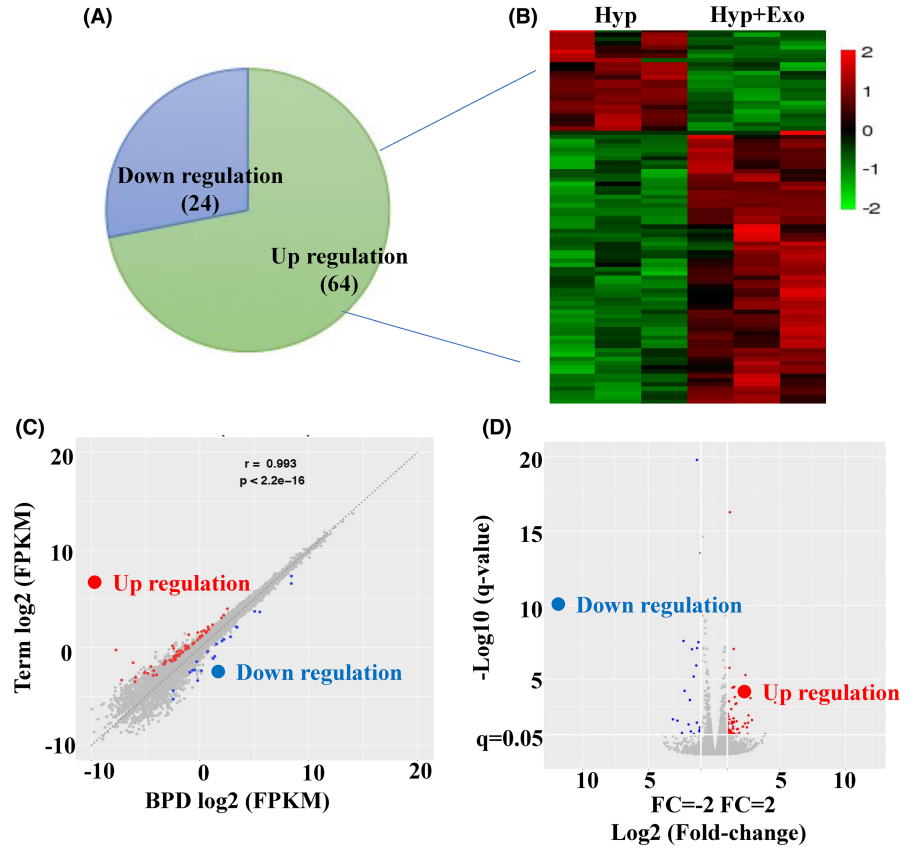 (A)
Down regulation
(24)
Up regulation
(64)
(B)
Hyp
Hyp+Exo
2
1
0
-1
-2
(C)
20
10
0
-10
Term log2 (FPKM)
r = 0.993
p < 2.2e-16
Up regulation
Down regulation
-10
0
10
20
BPD log2 (FPKM)
(D)
20
15
10
5
q=0.05
-Log10 (q-value)
Down regulation
Up regulation
10
5
5
10
FC=-2 FC=2
Log2 (Fold-change)